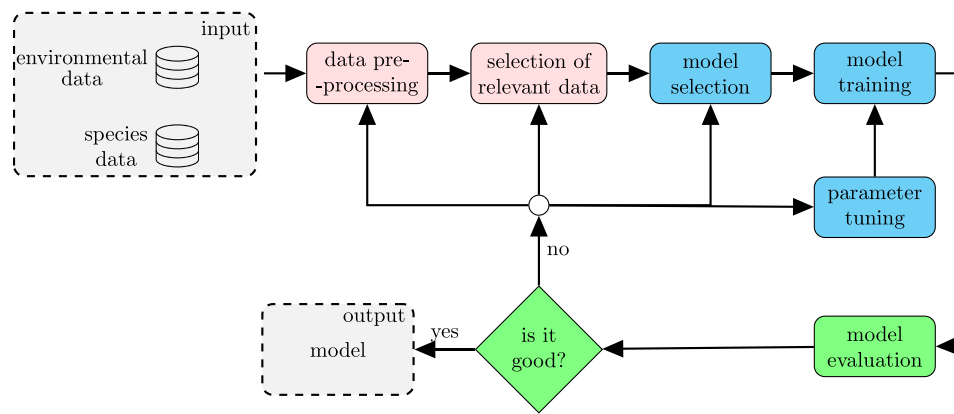 input
environmental
data
species
data
data pre-
-processing
selection of
relevant data
model
selection
model
training
parameter
tuning
no
is it
good?
yes
output
model
model
evaluation